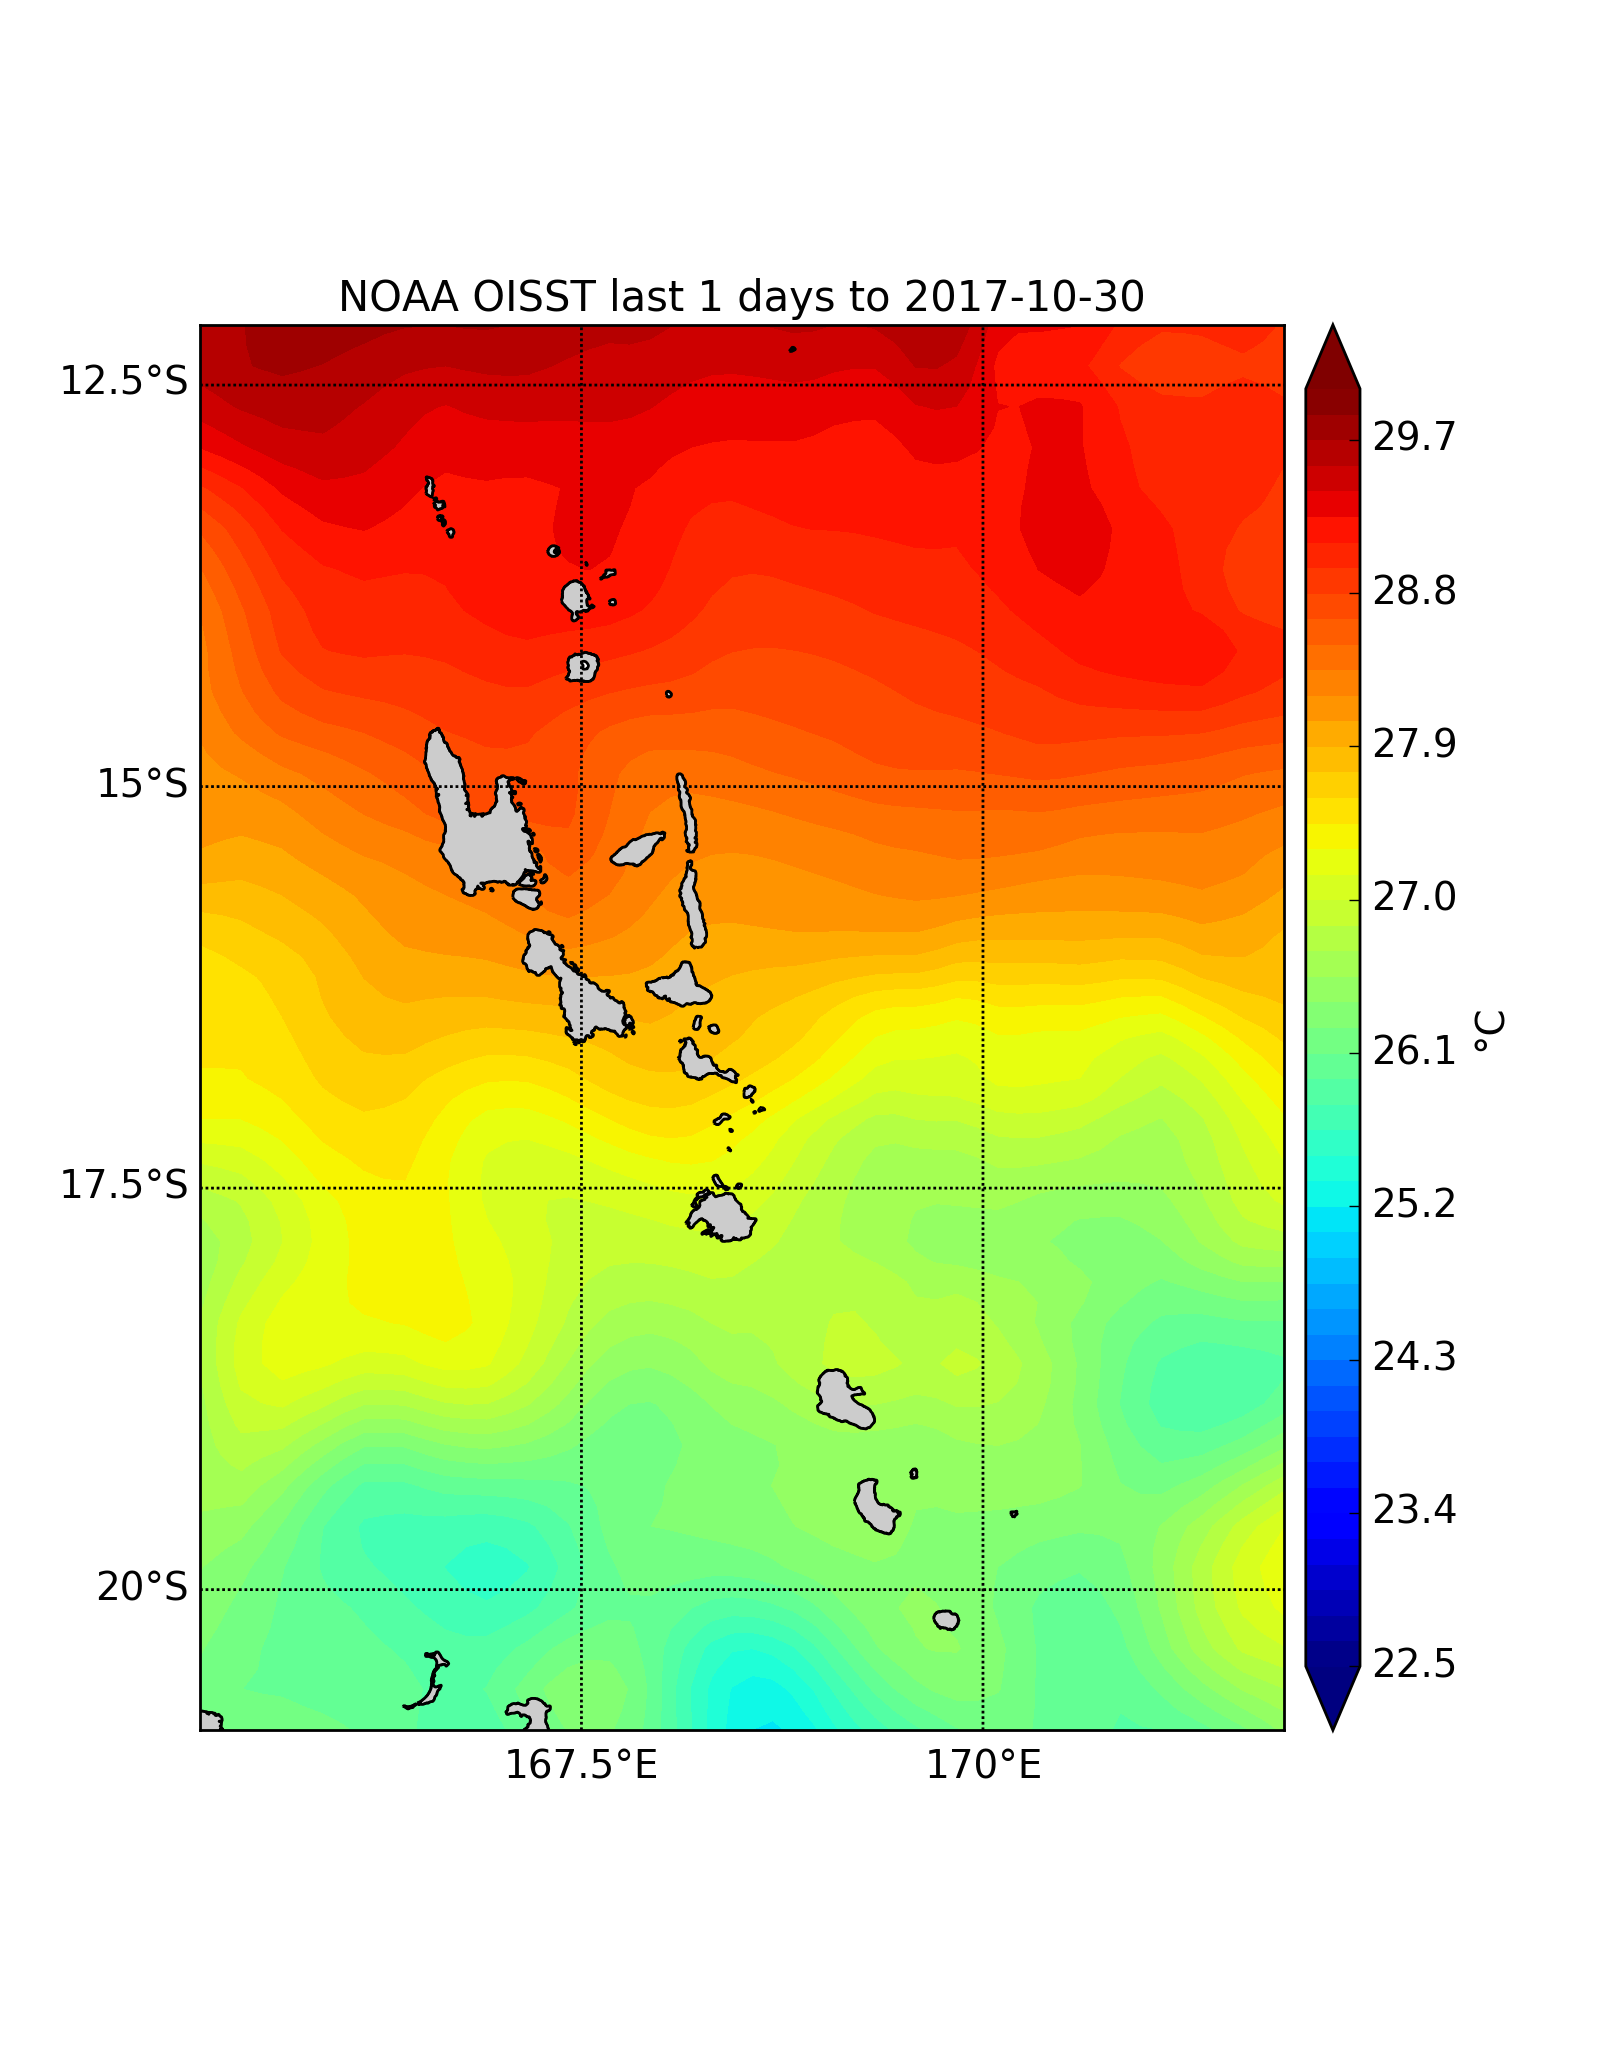 NOAA OISST last 1 days to 2017-10-30
12.5°S
15°S
17.5°S
20°S
167.5°E
170°E
29.7
28.8
27.9
27.0
26.1
25.2
24.3
23.4
22.5
°C